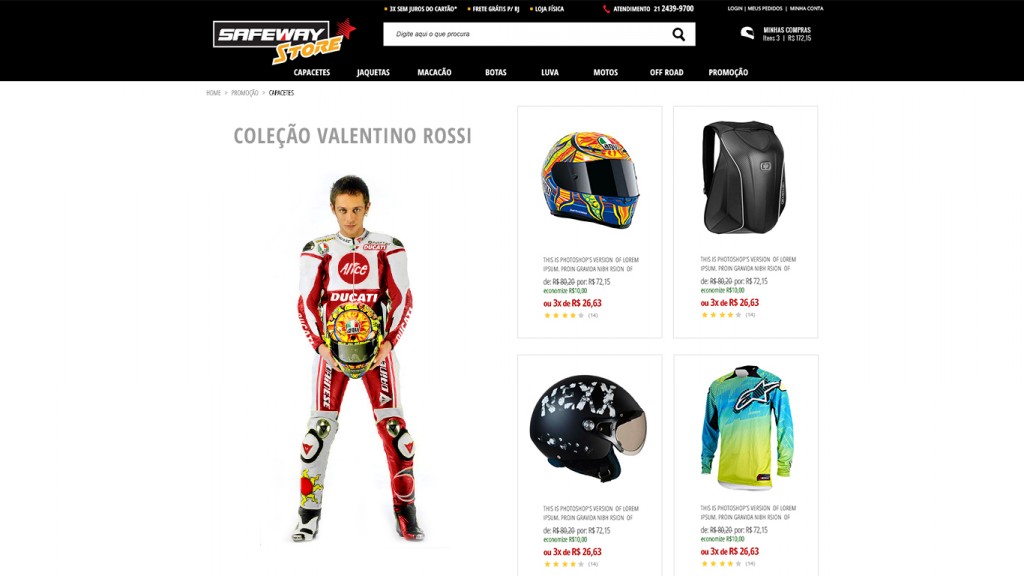 3X SEM JUROS DO CARTÃO*
FRETE GRÁTIS P/ RJ
LOJA FÍSICA
ATENDIMENTO 21 2439-9700
LOGIN | MEUS PEDIDOS | MINHA CONTA
SAFEWAY
STORE
Digite aqui o que procura
MINHAS COMPRAS
Itens 3 | R$ 172,15
CAPACETES JAQUETAS MACACÃO BOTAS LUVA MOTOS OFF ROAD PROMOÇÃO
HOME > PROMOÇÃO > CAPACETES
COLEÇÃO VALENTINO ROSSI
DUCATI
Alice
DUCATI
AGV
THIS IS PHOTOSHOP'S VERSION OF LOREM
IPSUM. PROIN GRAVIDA NIBH RSION OF
de: R$ 80,20 por: R$ 72,15
economize R$10,00
ou 3x de R$ 26,63
(14)
THIS IS PHOTOSHOP'S VERSION OF LOREM
IPSUM. PROIN GRAVIDA NIBH RSION OF
de: R$ 80,20 por: R$ 72,15
economize R$10,00
ou 3x de R$ 26,63
(14)
NEXX
THIS IS PHOTOSHOP'S VERSION OF LOREM
IPSUM. PROIN GRAVIDA NIBH RSION OF
de: R$ 80,20 por: R$ 72,15
economize R$10,00
ou 3x de R$ 26,63
(14)
THIS IS PHOTOSHOP'S VERSION OF LOREM
IPSUM. PROIN GRAVIDA NIBH RSION OF
de: R$ 80,20 por: R$ 72,15
economize R$10,00
ou 3x de R$ 26,63
(14)